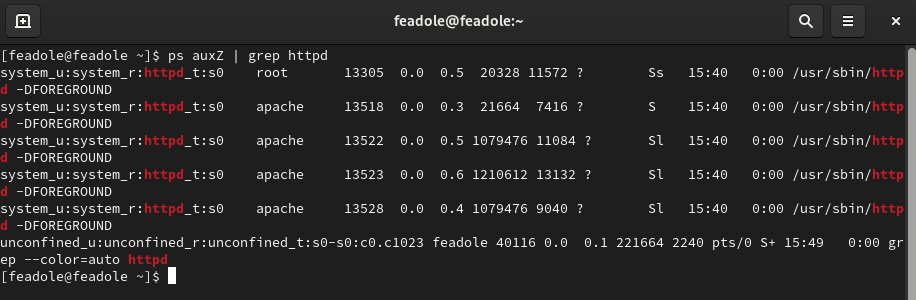 feadole@feadole:~
[feadole@feadole ~]$ ps auxZ | grep httpd
system_u:system_r:httpd_t:s0    root       13305  0.0  0.5  20328 11572 ?        Ss   15:40   0:00 /usr/sbin/http
d -DFOREGROUND
system_u:system_r:httpd_t:s0    apache     13518  0.0  0.3  21664  7416 ?        S    15:40   0:00 /usr/sbin/http
d -DFOREGROUND
system_u:system_r:httpd_t:s0    apache     13522  0.0  0.5 1079476 11084 ?       Sl   15:40   0:00 /usr/sbin/http
d -DFOREGROUND
system_u:system_r:httpd_t:s0    apache     13523  0.0  0.6 1210612 13132 ?       Sl   15:40   0:00 /usr/sbin/http
d -DFOREGROUND
system_u:system_r:httpd_t:s0    apache     13528  0.0  0.4 1079476 9040 ?        Sl   15:40   0:00 /usr/sbin/http
d -DFOREGROUND
unconfined_u:unconfined_r:unconfined_t:s0-s0:c0.c1023 feadole 40116 0.0  0.1 221664 2240 pts/0 S+ 15:49   0:00 gr
ep --color=auto httpd
[feadole@feadole ~]$